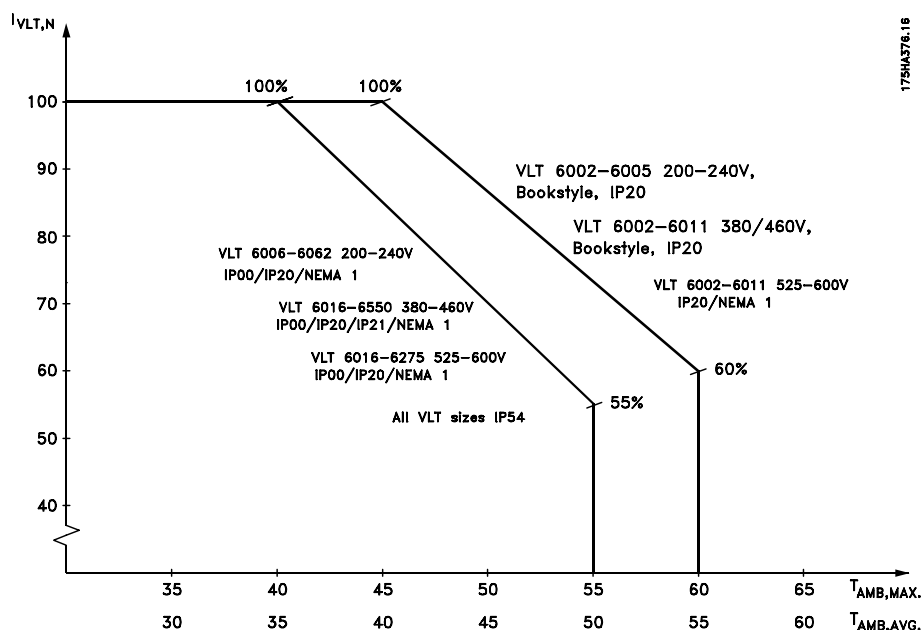 I VLT,N
175HA376.16
100% 100%
100
90
80
70
60
50
40
VLT 6002-6005 200-240V,
Bookstyle, IP20
VLT 6002-6011 380/460V,
Bookstyle, IP20
VLT 6006-6062 200-240V
IP00/IP20/NEMA 1
VLT 6002-6011 525-600V
IP20/NEMA 1
VLT 6016-6550 380-460V
IP00/IP20/IP21/NEMA 1
VLT 6016-6275 525-600V
IP00/IP20/NEMA 1
60%
55%
All VLT sizes IP54
35 40 45 50 55 60 65 TAMB,MAX.
30 35 40 45 50 55 60 TAMB,AVG.